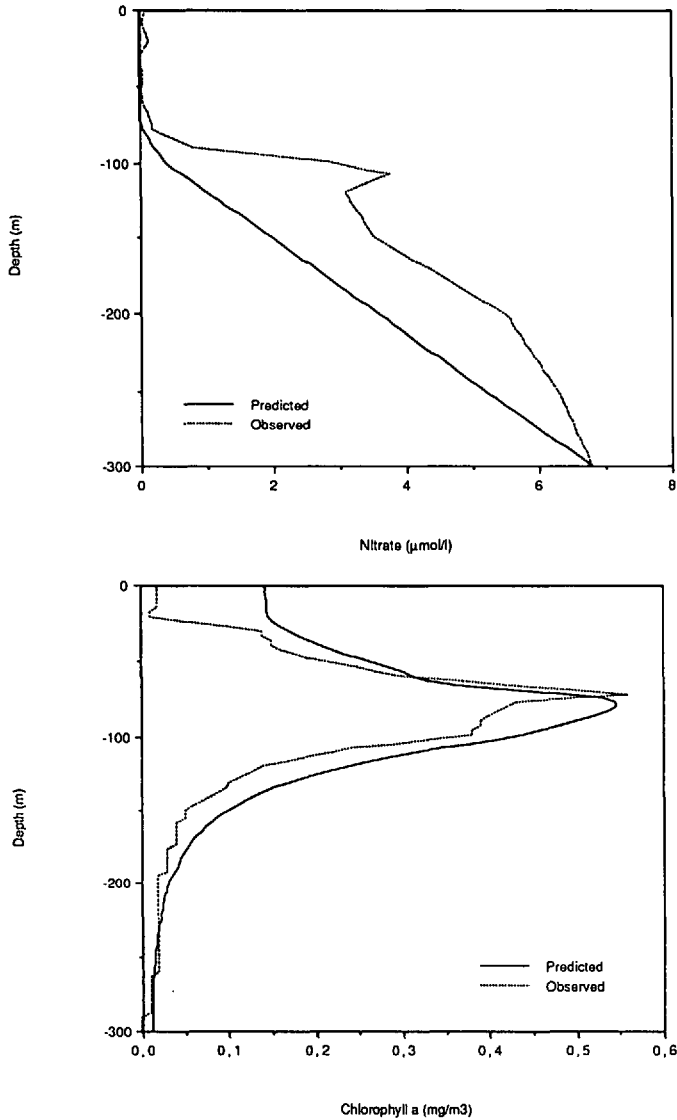 0
-100
Depth (m)
-200
Predicted
Observed
-300
0 2 4 6 8
Nitrate (µmol/l)
0
-100
Depth (m)
-200
Predicted
Observed
-300
0,0 0,1 0,2 0,3 0,4 0,5 0,6
Chlorophyll a (mg/m3)